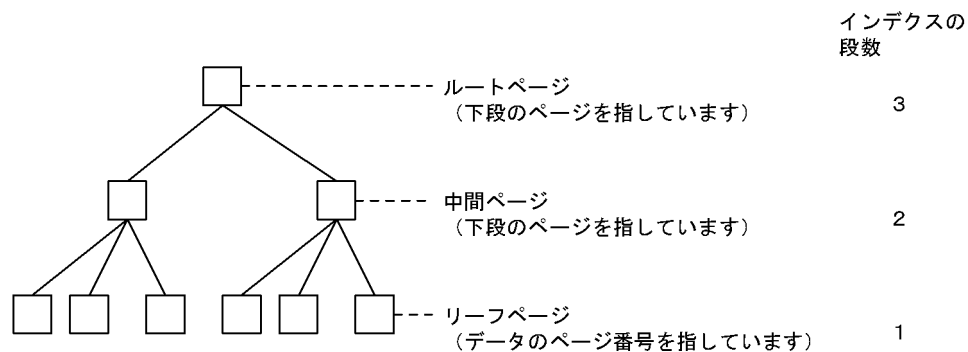 インデクスの
段数
ルートページ
(下段のページを指しています)
3
中間ページ
(下段のページを指しています)
2
リーフページ
(データのページ番号を指しています)
1